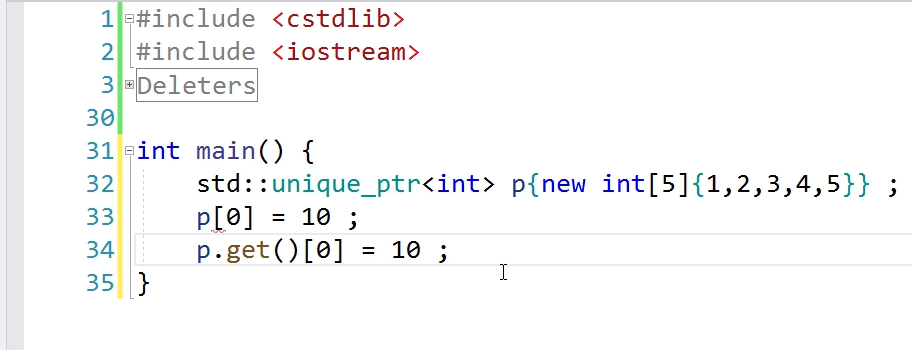 1 #include <cstdlib>
2 #include <iostream>
3 Deleters
30
31 int main() {
32 std::unique_ptr<int> p{new int[5]{1,2,3,4,5}} ;
33 p[0] = 10 ;
34 p.get()[0] = 10 ;
35 }